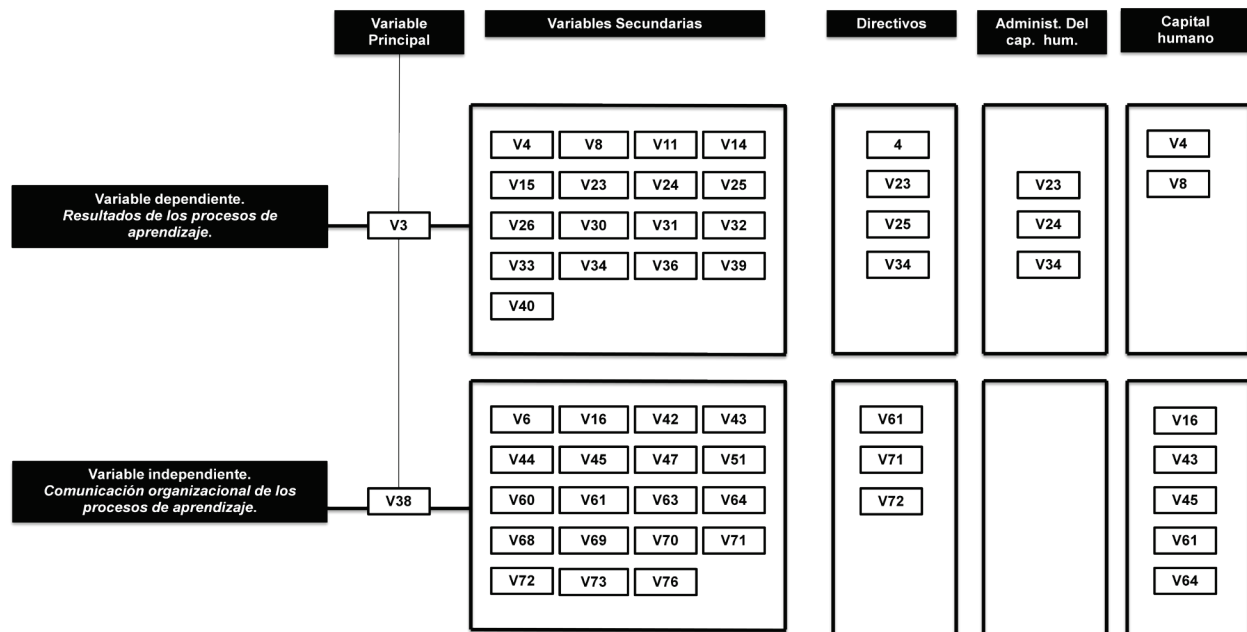 Variable
Principal
Variables Secundarias
Directivos
Administ. Del
cap. hum.
Capital
humano
Variable dependiente.
Resultados de los procesos de
aprendizaje.
V3
V4 V8 V11 V14
V15 V23 V24 V25
V26 V30 V31 V32
V33 V34 V36 V39
V40
4
V23
V25
V34
V23
V24
V34
V4
V8
Variable independiente.
Comunicación organizacional de los
procesos de aprendizaje.
V38
V6 V16 V42 V43
V44 V45 V47 V51
V60 V61 V63 V64
V68 V69 V70 V71
V72 V73 V76
V61
V71
V72
V16
V43
V45
V61
V64